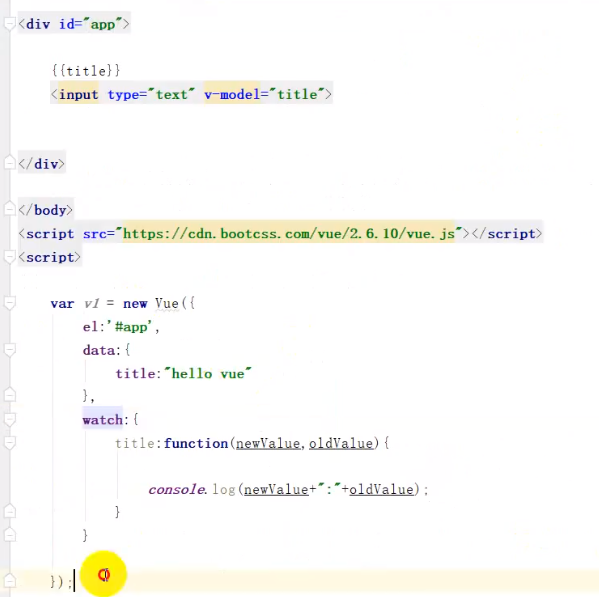 <div id="app">
{{title}}
<input type="text" v-model="title">
</div>
</body>
<script src="https://cdn.bootcss.com/vue/2.6.10/vue.js"></script>
<script>
var v1 = new Vue({
el:'#app',
data:{
title:"hello vue"
},
watch:{
title:function(newValue,oldValue){
console.log(newValue+":"+oldValue);
}
}
});